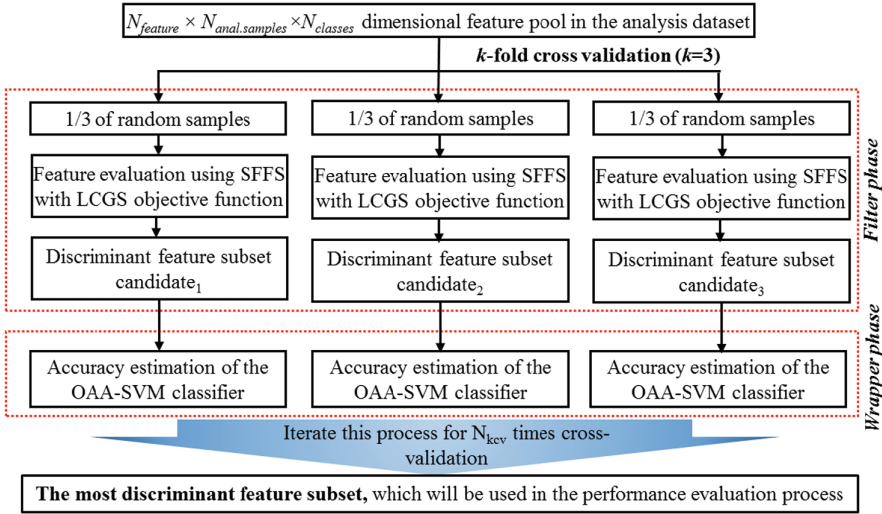 N_feature × N_anal.samples ×N_classes dimensional feature pool in the analysis dataset
k-fold cross validation (k=3)
1/3 of random samples
1/3 of random samples
1/3 of random samples
Feature evaluation using SFFS
with LCGS objective function
Feature evaluation using SFFS
with LCGS objective function
Feature evaluation using SFFS
with LCGS objective function
Discriminant feature subset
candidate₁
Discriminant feature subset
candidate₂
Discriminant feature subset
candidate₃
Filter phase
Accuracy estimation of the
OAA-SVM classifier
Accuracy estimation of the
OAA-SVM classifier
Accuracy estimation of the
OAA-SVM classifier
Wrapper phase
Iterate this process for N_kcv times cross-
validation
The most discriminant feature subset, which will be used in the performance evaluation process